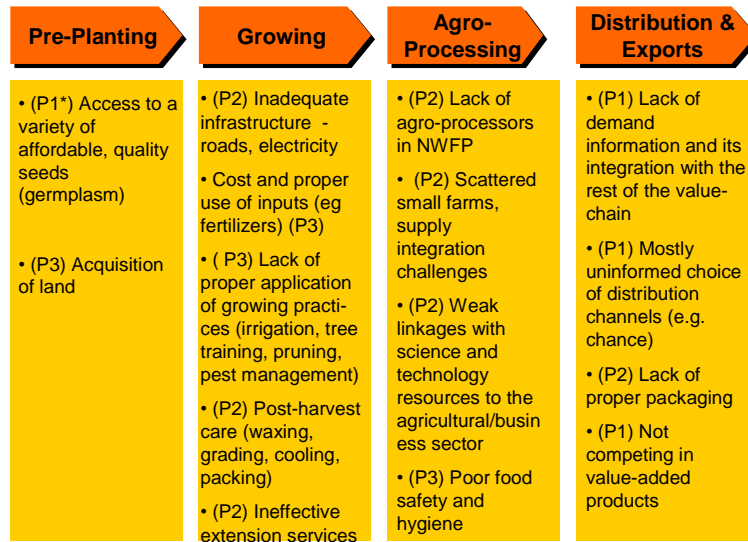 Pre-Planting
• (P1*) Access to a
variety of
affordable, quality
seeds
(germplasm)
• (P3) Acquisition
of land
Growing
• (P2) Inadequate
infrastructure -
roads, electricity
• Cost and proper
use of inputs (eg
fertilizers) (P3)
• ( P3) Lack of
proper application
of growing practi-
ces (irrigation, tree
training, pruning,
pest management)
• (P2) Post-harvest
care (waxing,
grading, cooling,
packing)
• (P2) Ineffective
extension services
Agro-
Processing
• (P2) Lack of
agro-processors
in NWFP
• (P2) Scattered
small farms,
supply
integration
challenges
• (P2) Weak
linkages with
science and
technology
resources to the
agricultural/busin
ess sector
• (P3) Poor food
safety and
hygiene
Distribution &
Exports
• (P1) Lack of
demand
information and its
integration with the
rest of the value-
chain
• (P1) Mostly
uninformed choice
of distribution
channels (e.g.
chance)
• (P2) Lack of
proper packaging
• (P1) Not
competing in
value-added
products